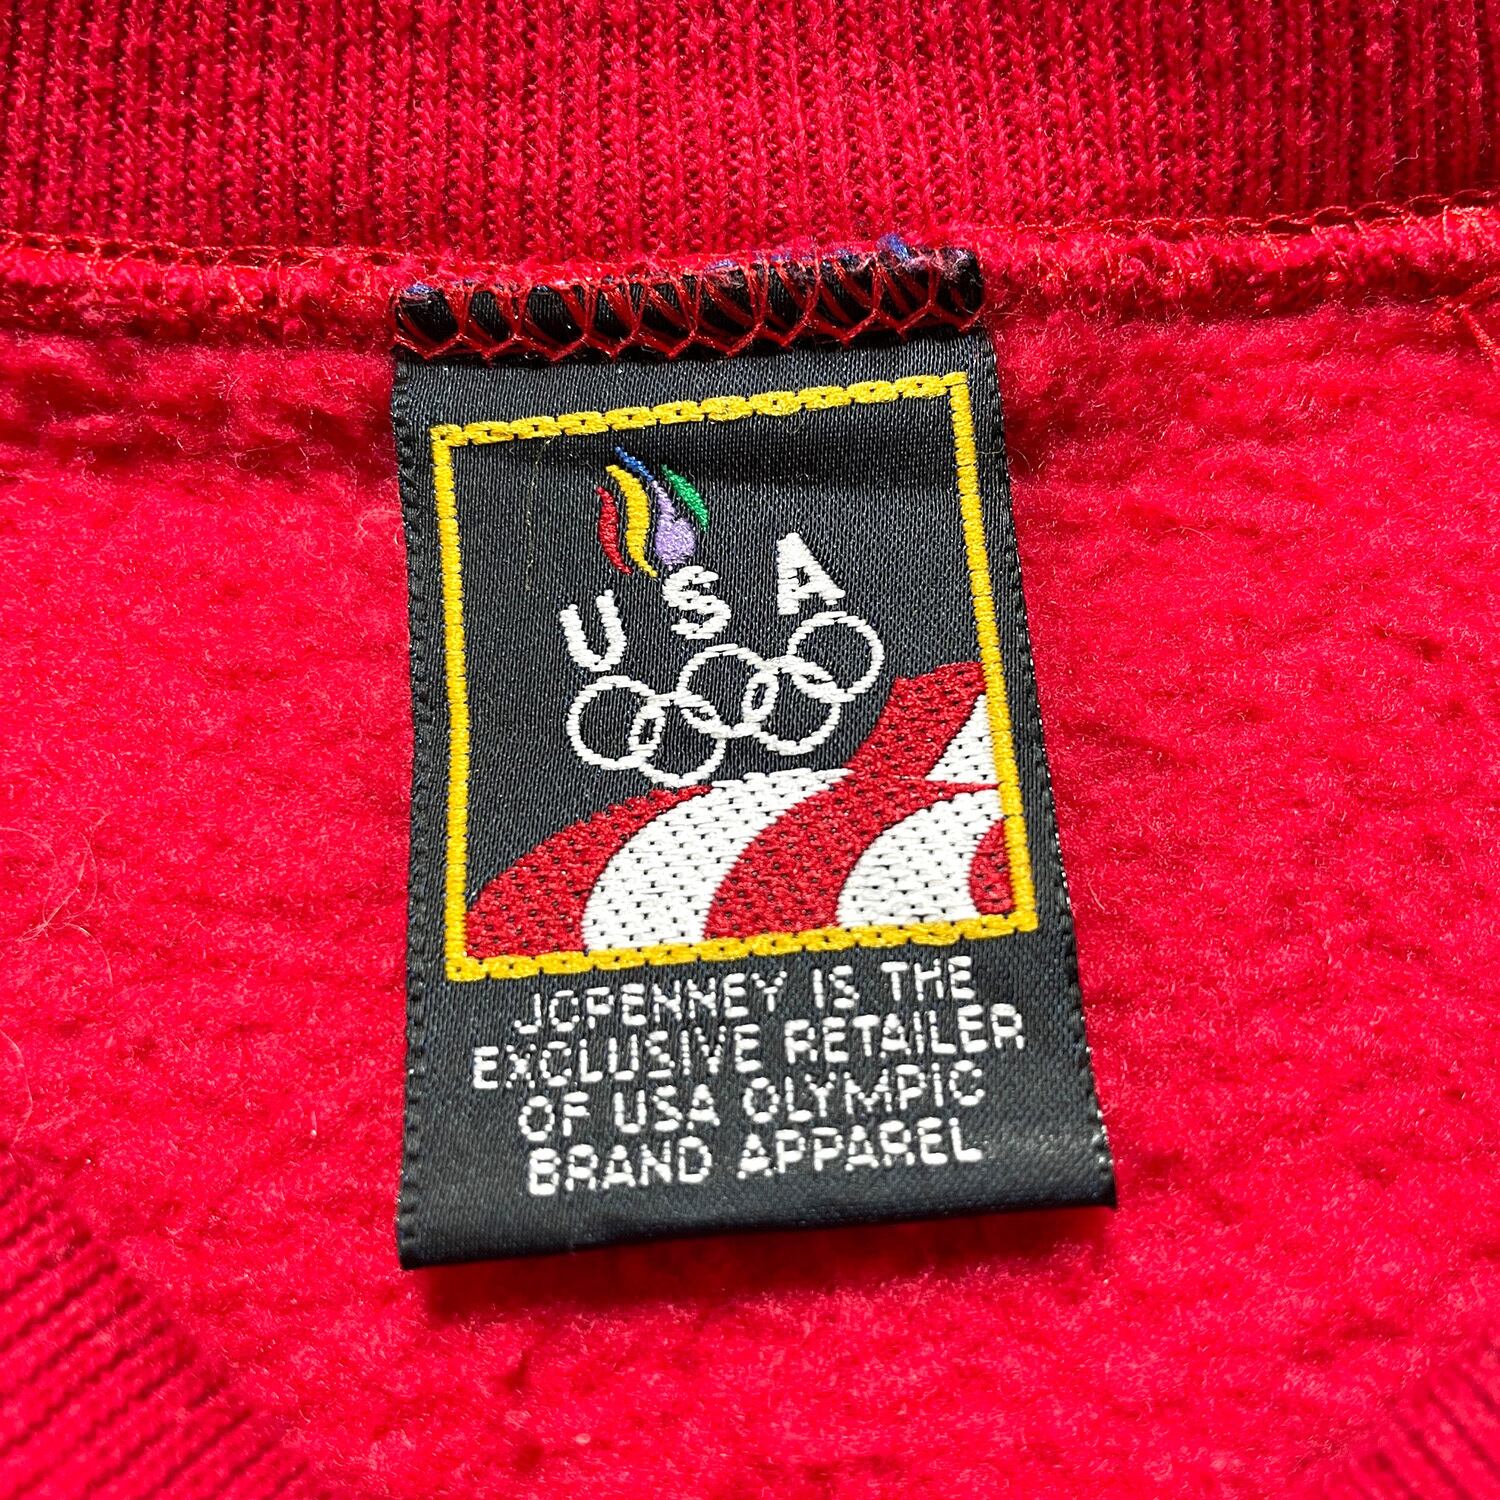 USA
JCPENNEY IS THE
EXCLUSIVE RETAILER
OF USA OLYMPIC
BRAND APPAREL